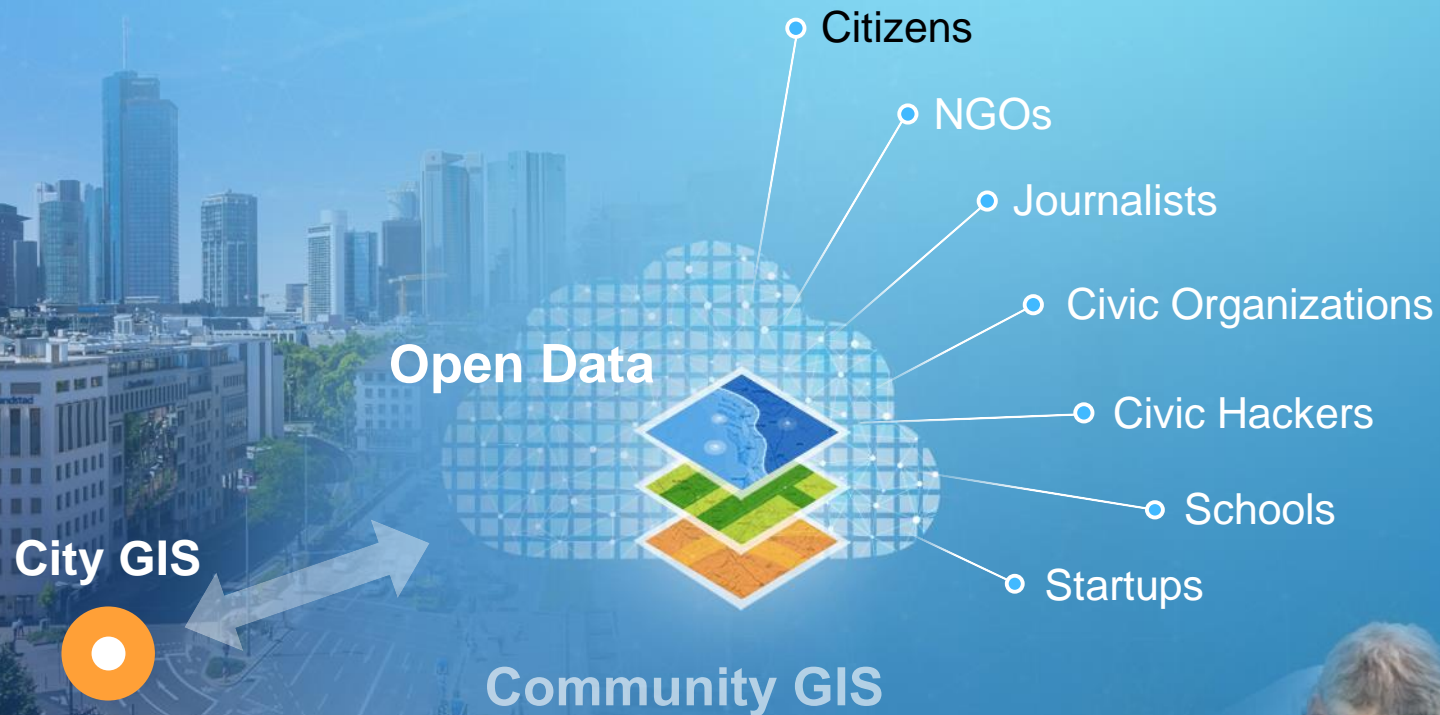 Citizens
NGOs
Journalists
Civic Organizations
Open Data
Civic Hackers
Schools
City GIS
Startups
Community GIS